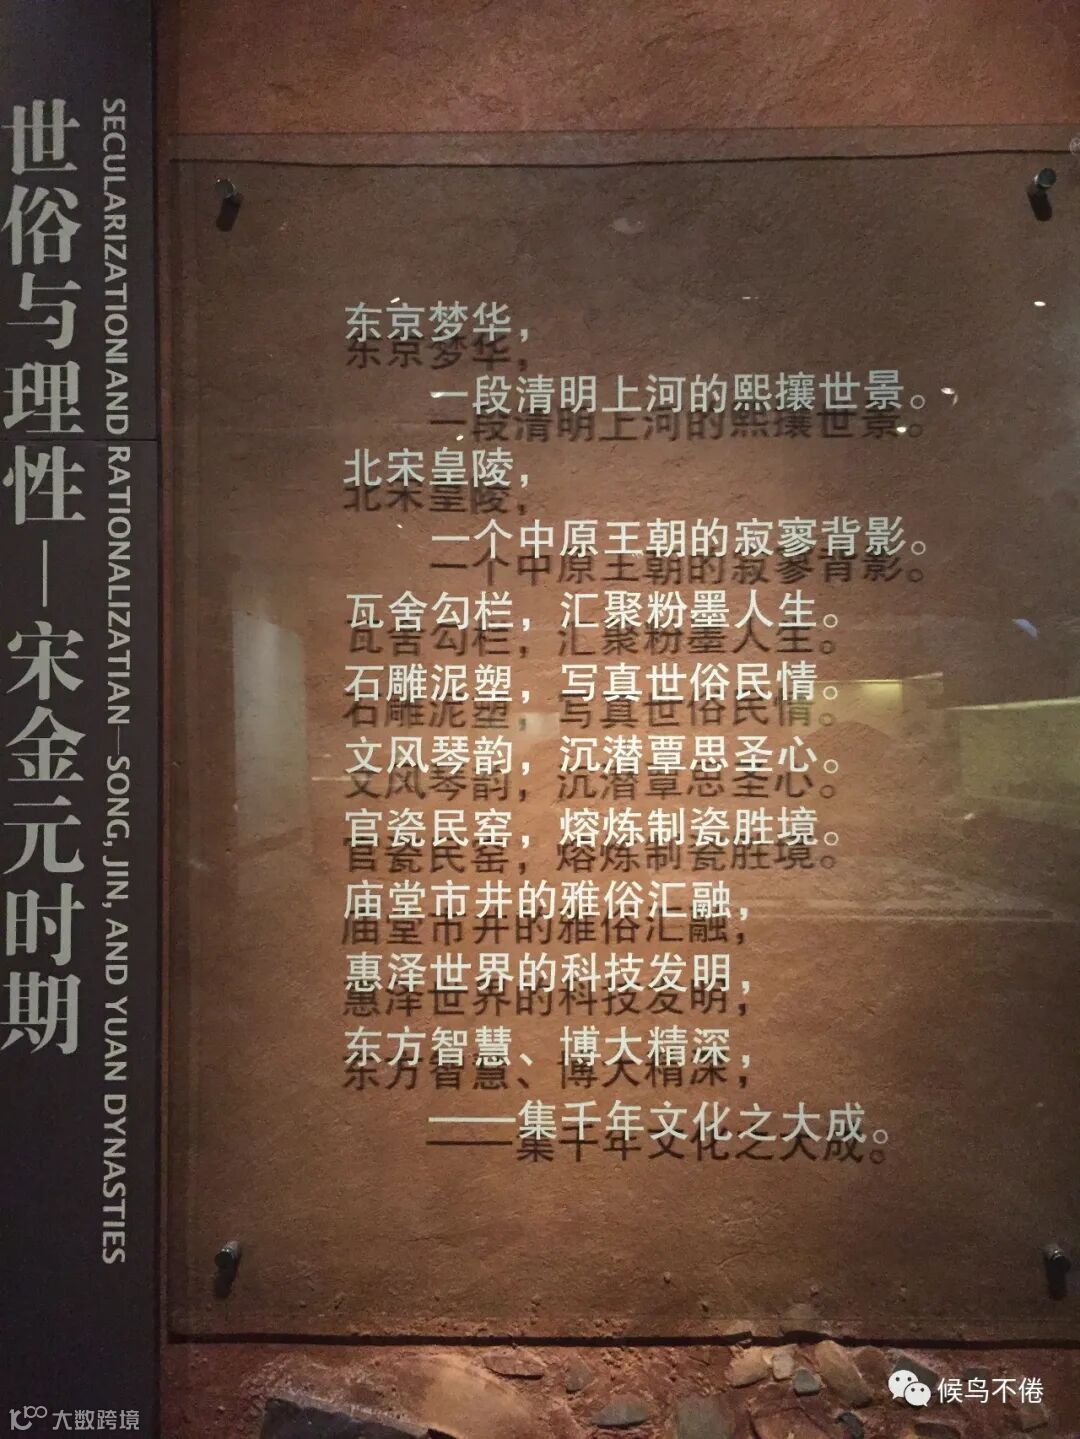 世俗与理性—宋金元时期
SECULARIZATIONIAND RATIONALIZATIAN—SONG, JIN, AND YUAN DYNASTIES
东京梦华，
一段清明上河的熙攘世景。
北宋皇陵，
一个中原王朝的寂寥背影。
瓦舍勾栏，汇聚粉墨人生。
石雕泥塑，写真世俗民情。
文风琴韵，沉潜覃思圣心。
官瓷民窑，熔炼制瓷胜境。
庙堂市井的雅俗汇融，
惠泽世界的科技发明，
东方智慧、博大精深，
——集千年文化之大成。
候鸟不倦
大数跨境